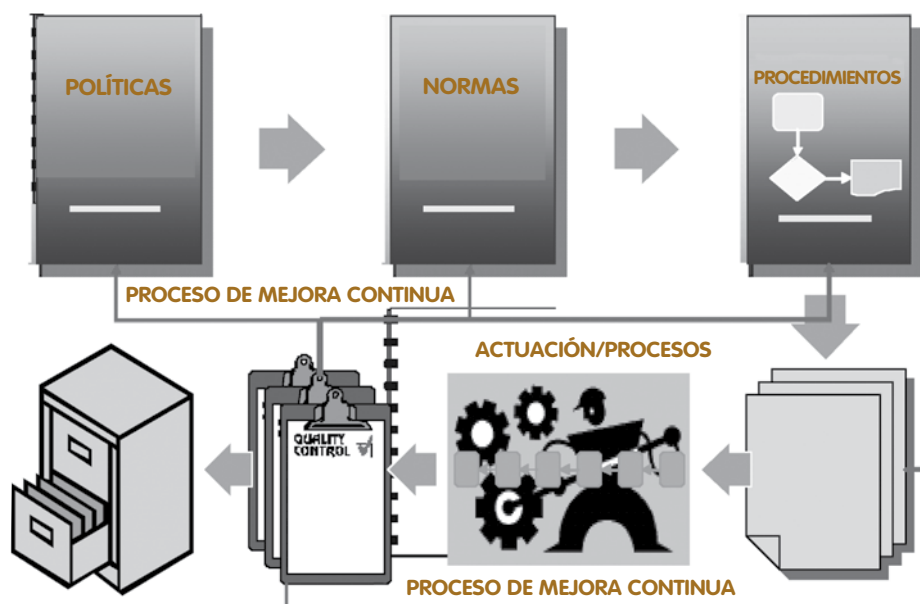 POLÍTICAS
NORMAS
PROCEDIMIENTOS
PROCESO DE MEJORA CONTINUA
ACTUACIÓN/PROCESOS
QUALITY
CONTROL
PROCESO DE MEJORA CONTINUA